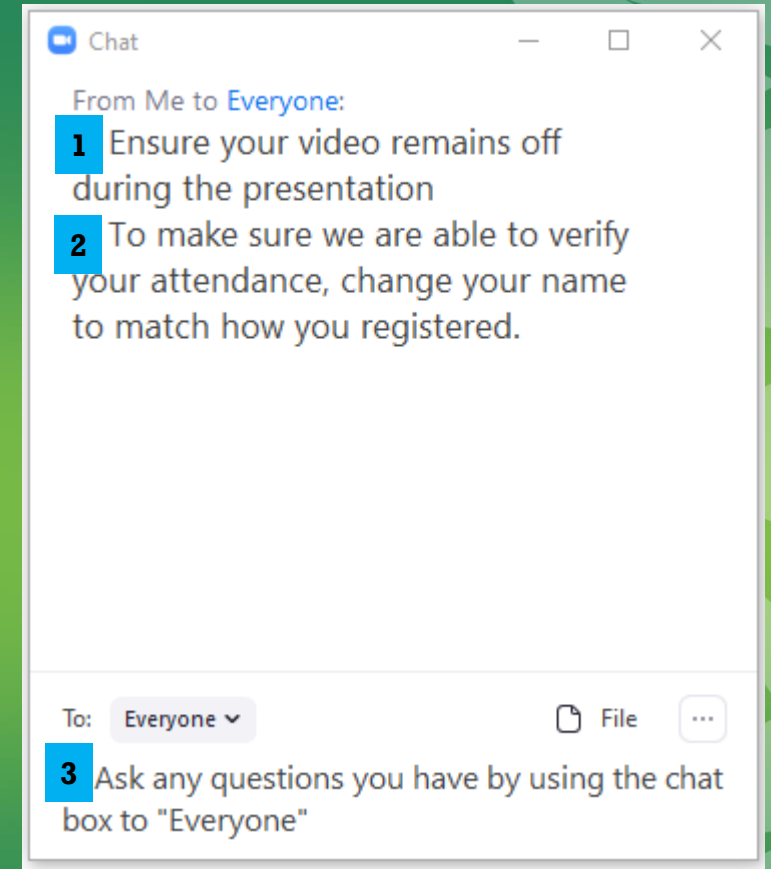 Chat
From Me to Everyone:
1 Ensure your video remains off
during the presentation
2 To make sure we are able to verify
your attendance, change your name
to match how you registered.
To: Everyone File
3 Ask any questions you have by using the chat
box to "Everyone"